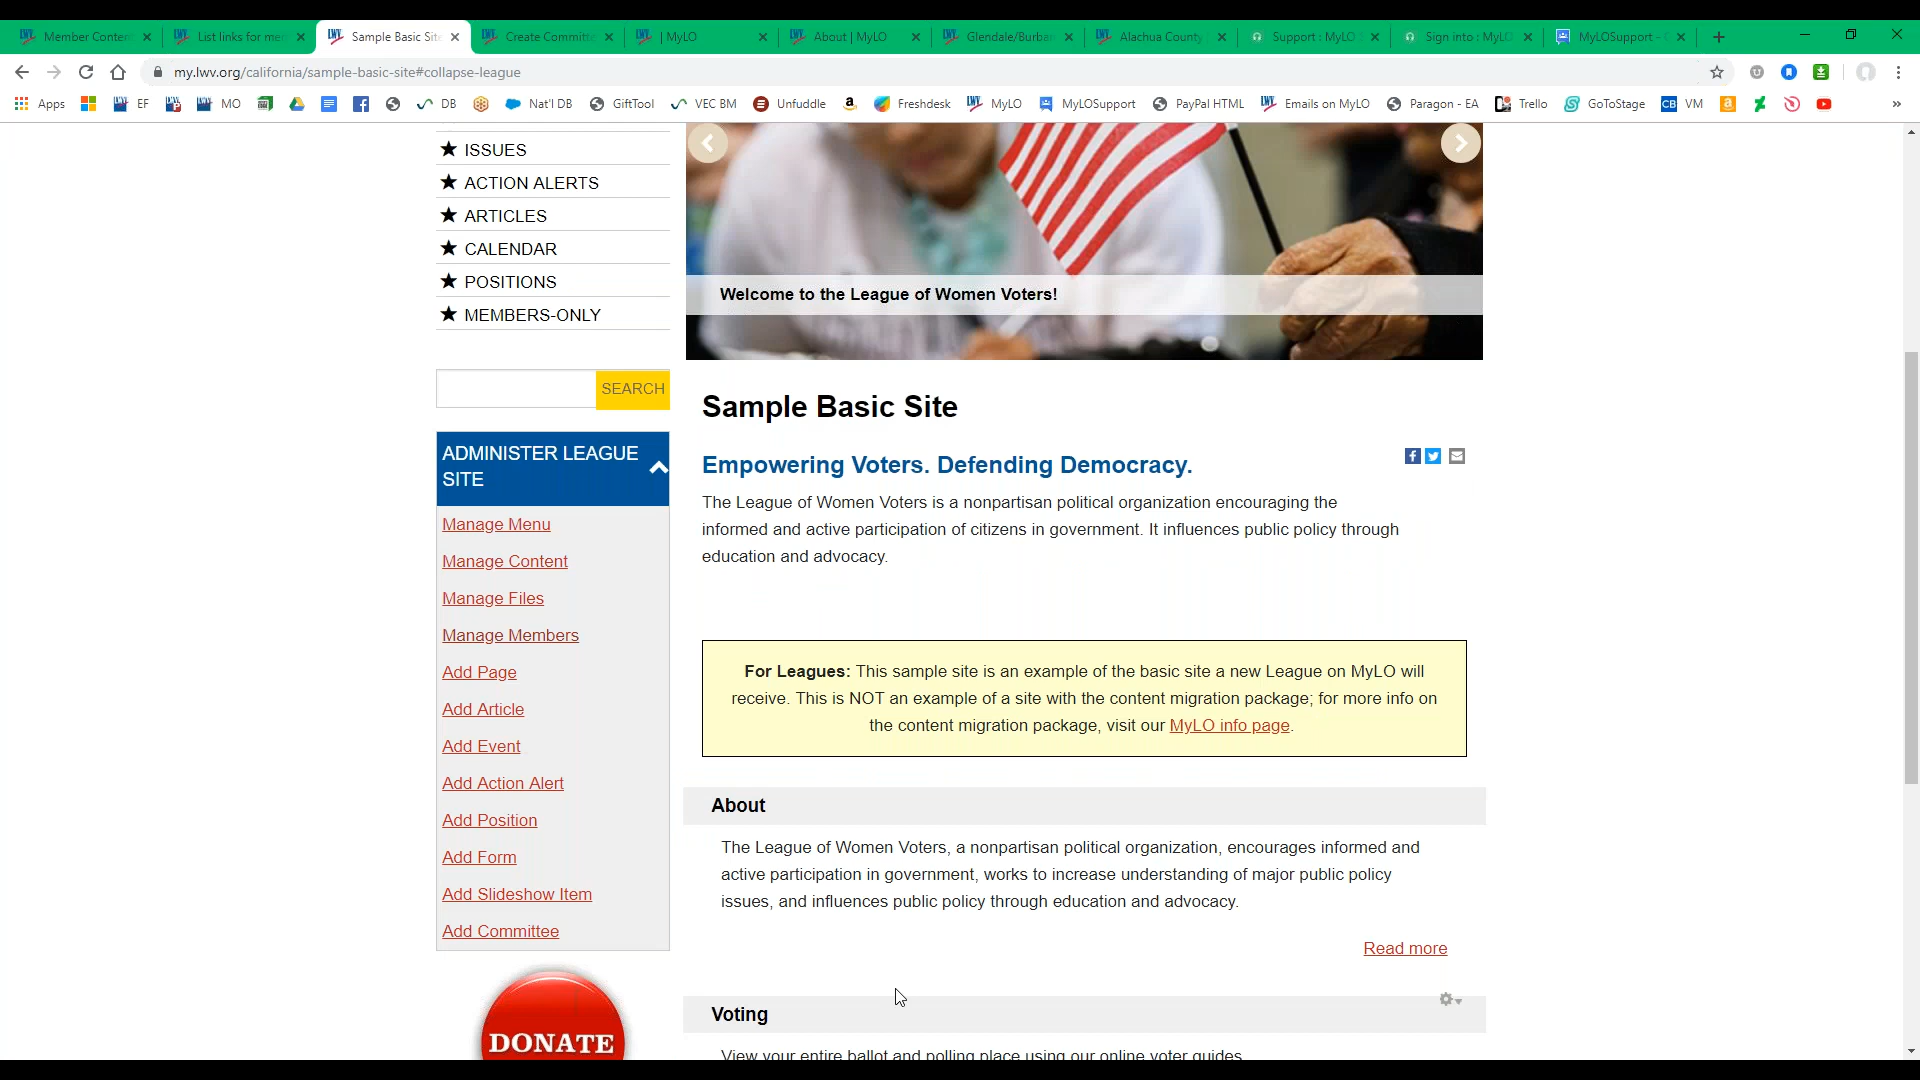 Member Conten
List links for mem
Sample Basic Site
Create Committe
| MyLO
About | MyLO
Glendale/Burba
Alachua County
Support : MyLO
Sign into : MyLO
MyLOSupport -
my.lwv.org/california/sample-basic-site#collapse-league
Apps
EF
MO
DB
Nat'l DB
GiftTool
VEC BM
Unfuddle
Freshdesk
MyLO
MyLOSupport
PayPal HTML
Emails on MyLO
Paragon - EA
Trello
GoToStage
CB VM
»
ISSUES
ACTION ALERTS
ARTICLES
CALENDAR
POSITIONS
MEMBERS-ONLY
SEARCH
ADMINISTER LEAGUE
SITE
Manage Menu
Manage Content
Manage Files
Manage Members
Add Page
Add Article
Add Event
Add Action Alert
Add Position
Add Form
Add Slideshow Item
Add Committee
DONATE
Welcome to the League of Women Voters!
Sample Basic Site
Empowering Voters. Defending Democracy.
The League of Women Voters is a nonpartisan political organization encouraging the
informed and active participation of citizens in government. It influences public policy through
education and advocacy.
For Leagues: This sample site is an example of the basic site a new League on MyLO will
receive. This is NOT an example of a site with the content migration package; for more info on
the content migration package, visit our MyLO info page.
About
The League of Women Voters, a nonpartisan political organization, encourages informed and
active participation in government, works to increase understanding of major public policy
issues, and influences public policy through education and advocacy.
Read more
Voting
View your entire ballot and polling place using our online voter guides